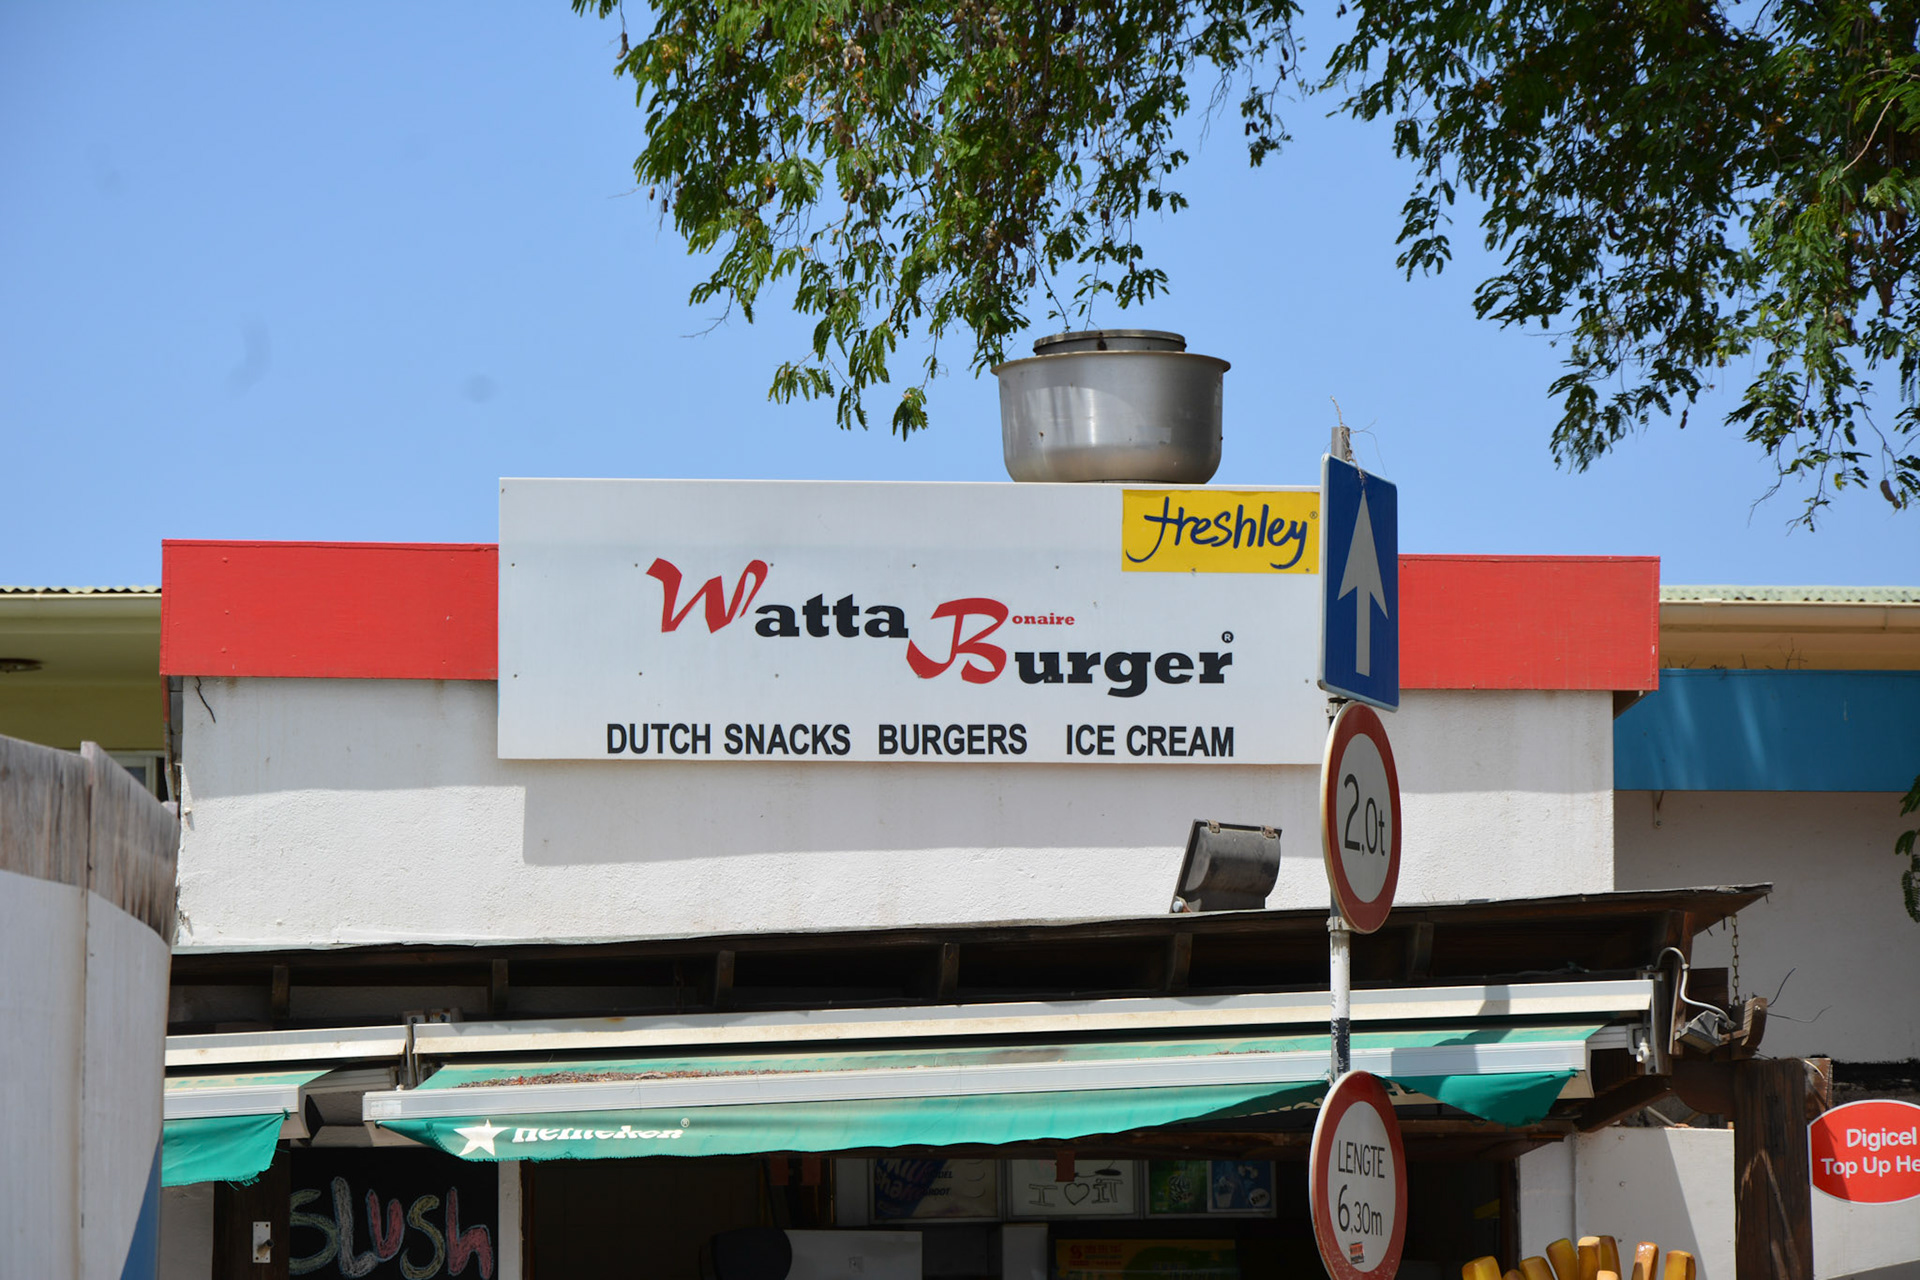 freshley®
Watta
Bonaire
Burger®
DUTCH SNACKS BURGERS ICE CREAM
2,0t
Heineken®
LENGTE
6.30m
Digicel
Top Up He
SLUSH
I ♡ IT